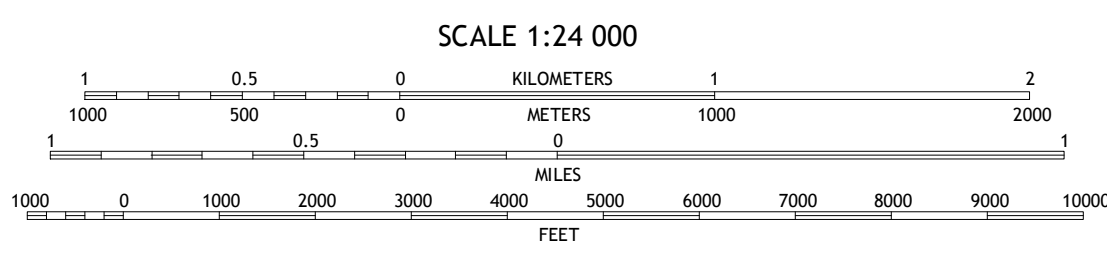 SCALE 1:24 000
1 0.5 0 KILOMETERS 1 2
1000 500 0 METERS 1000 2000
1 0.5 0 1
MILES
1000 0 1000 2000 3000 4000 5000 6000 7000 8000 9000 10000
FEET